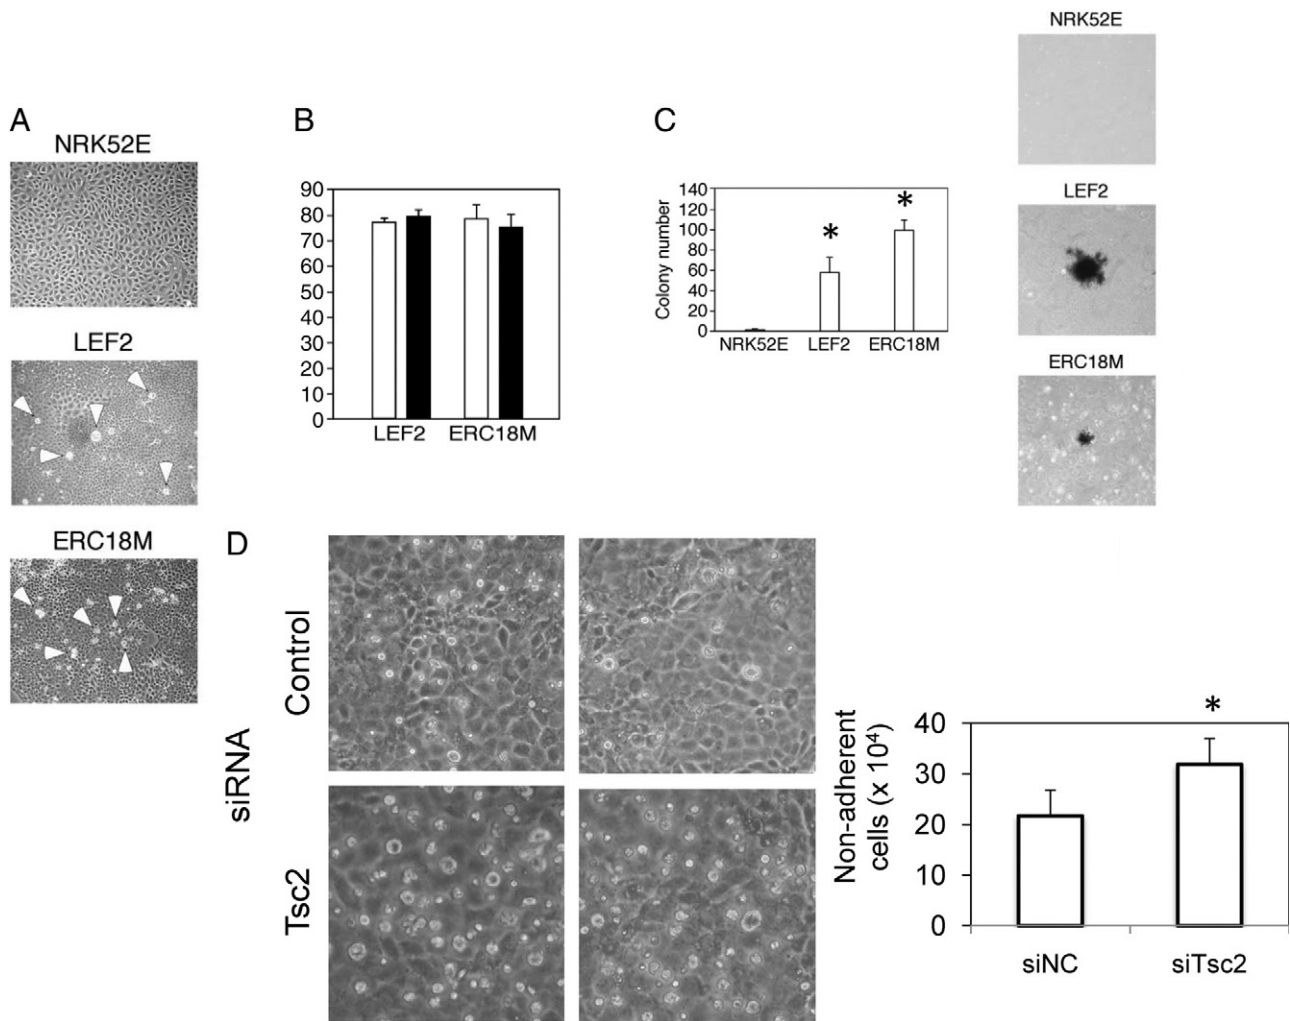 A
NRK52E
LEF2
ERC18M
B
90
80
70
60
50
40
30
20
10
0
LEF2 ERC18M
C
Colony number
140
120
100
80
60
40
20
0
*
*
NRK52E LEF2 ERC18M
NRK52E
LEF2
ERC18M
D
siRNA
Control
Tsc2
Non-adherent
cells (x 10⁴)
40
30
20
10
0
*
siNC siTsc2